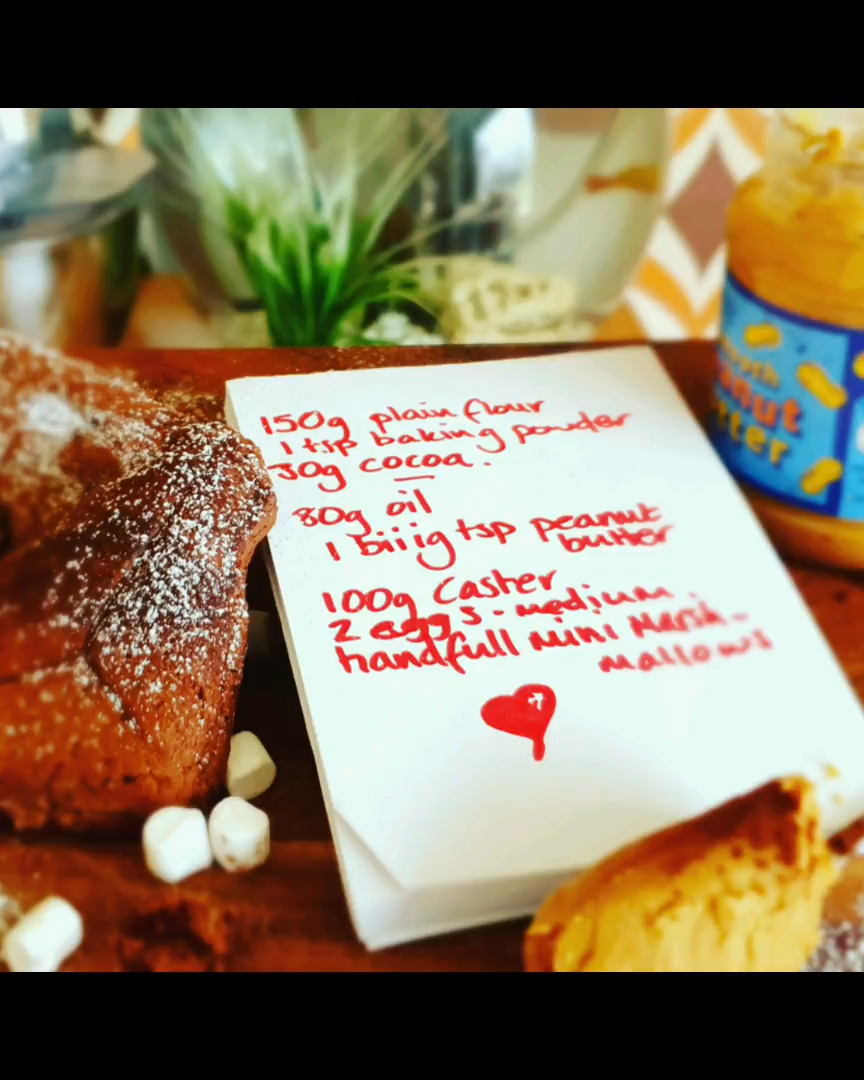 150g plain flour
1 tsp baking powder
30g cocoa.
80g oil
1 biiig tsp peanut
butter
100g Caster
2 eggs - medium
handfull mini marsh-
mallows